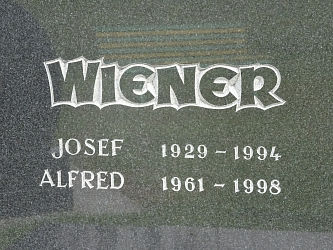 WIENER
JOSEF 1929 – 1994
ALFRED 1961 – 1998